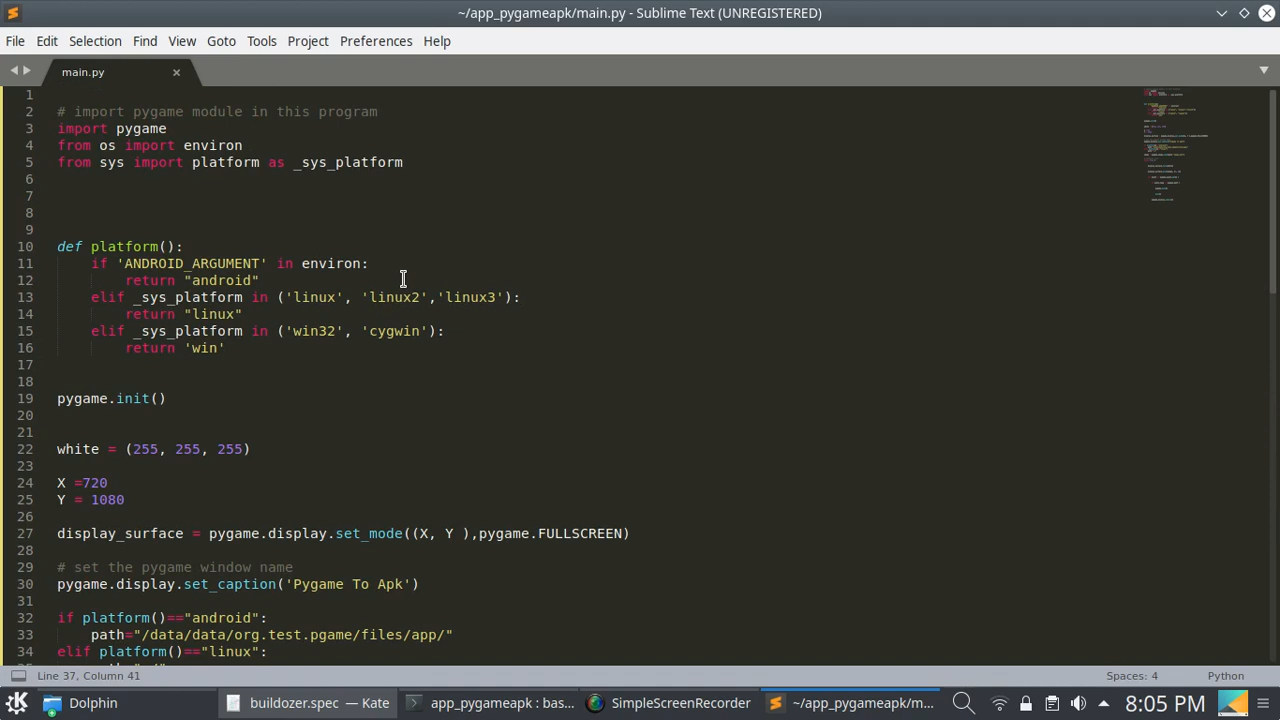 ~/app_pygameapk/main.py - Sublime Text (UNREGISTERED)
File Edit Selection Find View Goto Tools Project Preferences Help
main.py
1
2 # import pygame module in this program
3 import pygame
4 from os import environ
5 from sys import platform as _sys_platform
6
7
8
9
10 def platform():
11     if 'ANDROID_ARGUMENT' in environ:
12         return "android"
13     elif _sys_platform in ('linux', 'linux2','linux3'):
14         return "linux"
15     elif _sys_platform in ('win32', 'cygwin'):
16         return 'win'
17
18
19 pygame.init()
20
21
22 white = (255, 255, 255)
23
24 X =720
25 Y = 1080
26
27 display_surface = pygame.display.set_mode((X, Y ),pygame.FULLSCREEN)
28
29 # set the pygame window name
30 pygame.display.set_caption('Pygame To Apk')
31
32 if platform()=="android":
33     path="/data/data/org.test.pgame/files/app/"
34 elif platform()=="linux":
Line 37, Column 41 Spaces: 4 Python
Dolphin buildozer.spec — Kate app_pygameapk : bas... SimpleScreenRecorder ~/app_pygameapk/m... 8:05 PM